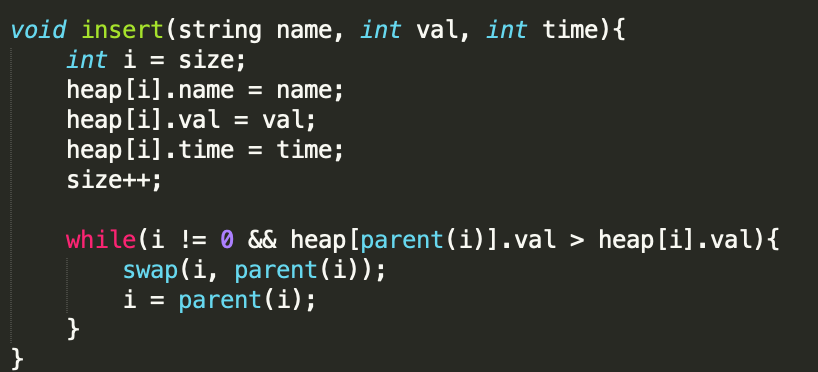 void insert(string name, int val, int time){
    int i = size;
    heap[i].name = name;
    heap[i].val = val;
    heap[i].time = time;
    size++;

    while(i != 0 && heap[parent(i)].val > heap[i].val){
        swap(i, parent(i));
        i = parent(i);
    }
}